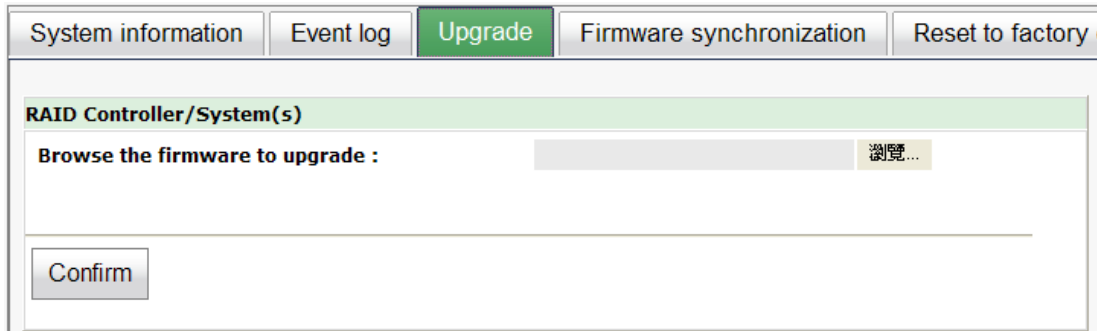 System information Event log Upgrade Firmware synchronization Reset to factory
RAID Controller/System(s)
Browse the firmware to upgrade : 瀏覽...
Confirm